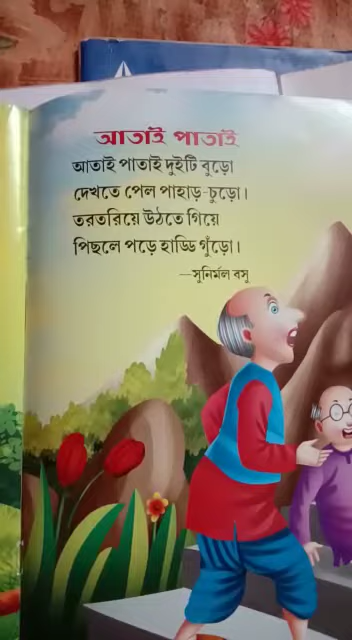 আতাই পাতাই
আতাই পাতাই দুইটি বুড়ো
দেখতে পেল পাহাড়-চুড়ো।
তরতরিয়ে উঠতে গিয়ে
পিছলে পড়ে হাড্ডি গুঁড়ো।
—সুনির্মল বসু